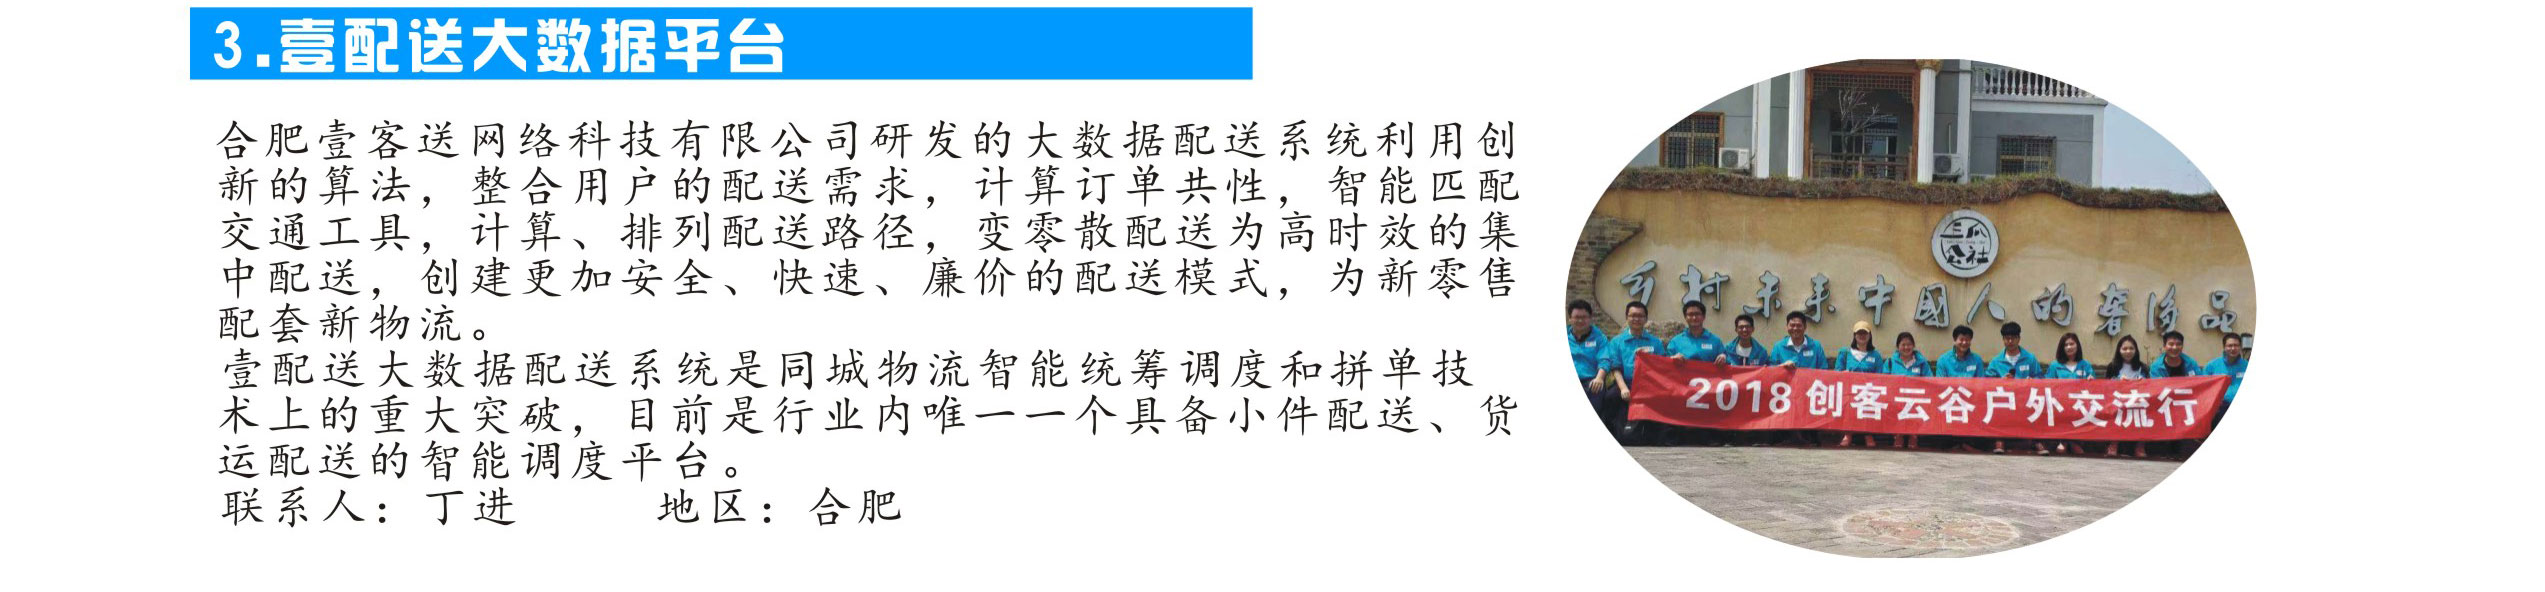 3.壹配送大数据平台
合肥壹客送网络科技有限公司研发的大数据配送系统利用创
新的算法，整合用户的配送需求，计算订单共性，智能匹配
交通工具，计算、排列配送路径，变零散配送为高时效的集
中配送，创建更加安全、快速、廉价的配送模式，为新零售
配套新物流。
壹配送大数据配送系统是同城物流智能统筹调度和拼单技
术上的重大突破，目前是行业内唯一一个具备小件配送、货
运配送的智能调度平台。
联系人：丁进 地区：合肥
三瓜
公社
乡村未来中國人的奢侈品
2018创客云谷户外交流行